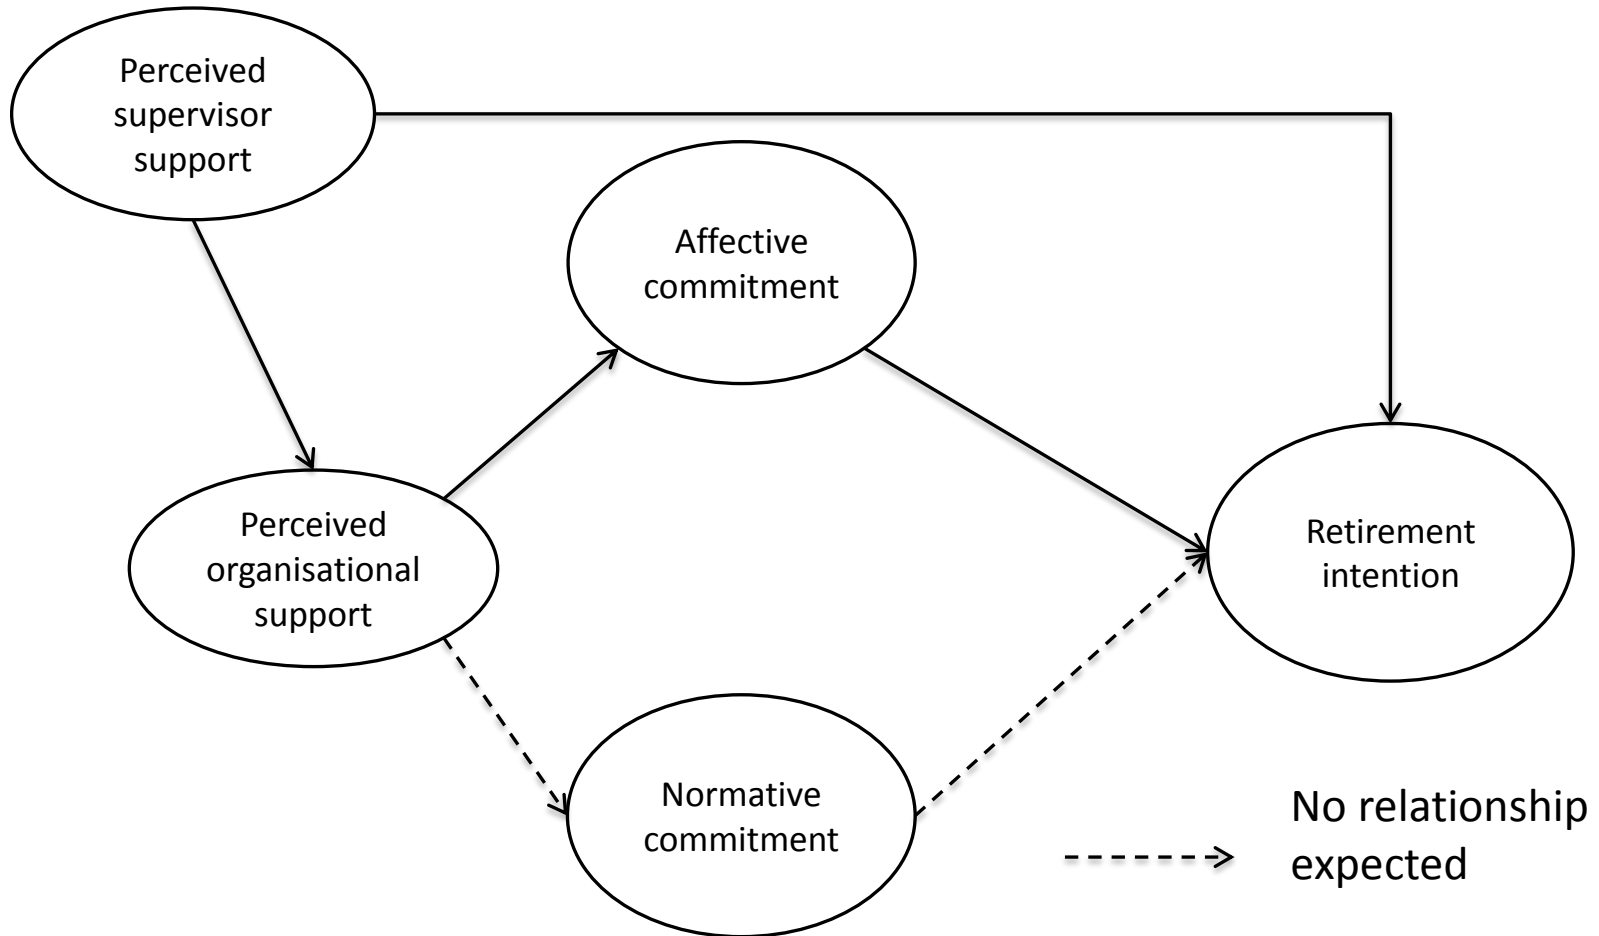 Perceived
supervisor
support
Affective
commitment
Perceived
organisational
support
Retirement
intention
Normative
commitment
No relationship
expected